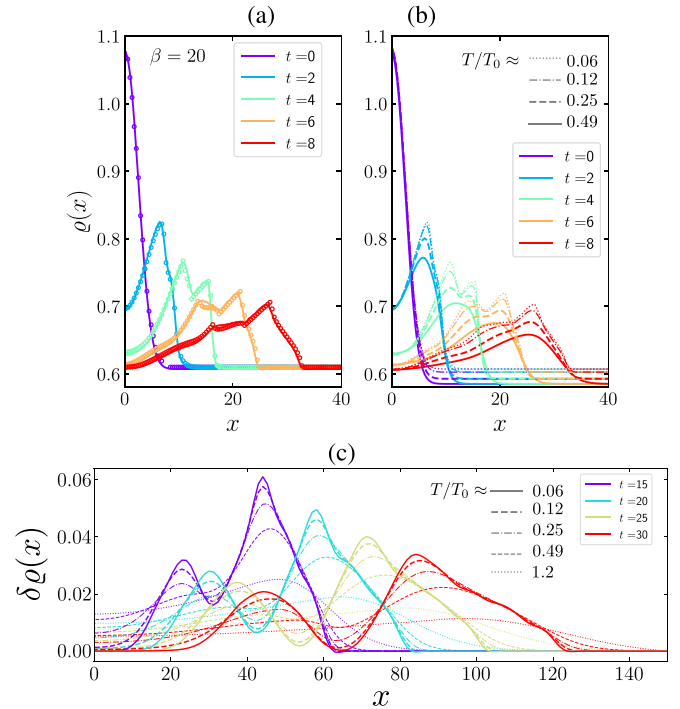 (a)
(b)
β = 20
t =0
t =2
t =4
t =6
t =8
T/T₀ ≈
0.06
0.12
0.25
0.49
t =0
t =2
t =4
t =6
t =8
ϱ(x)
1.1
1.0
0.9
0.8
0.7
0.6
0 20 40
0 20 40
x
x
(c)
T/T₀ ≈
0.06
0.12
0.25
0.49
1.2
t =15
t =20
t =25
t =30
δϱ(x)
0.06
0.04
0.02
0.00
0 20 40 60 80 100 120 140
x